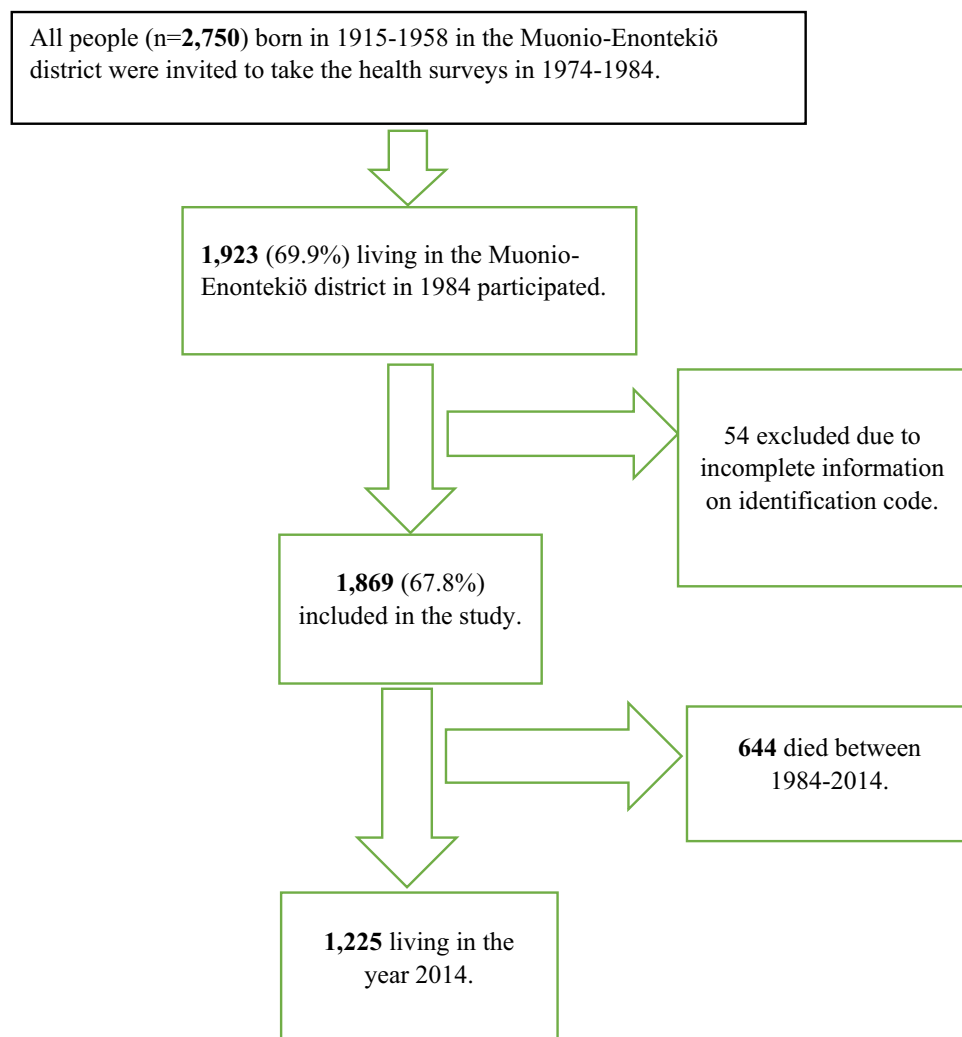 All people (n=2,750) born in 1915-1958 in the Muonio-Enontekiö
district were invited to take the health surveys in 1974-1984.
1,923 (69.9%) living in the Muonio-
Enontekiö district in 1984 participated.
54 excluded due to
incomplete information
on identification code.
1,869 (67.8%)
included in the study.
644 died between
1984-2014.
1,225 living in the
year 2014.